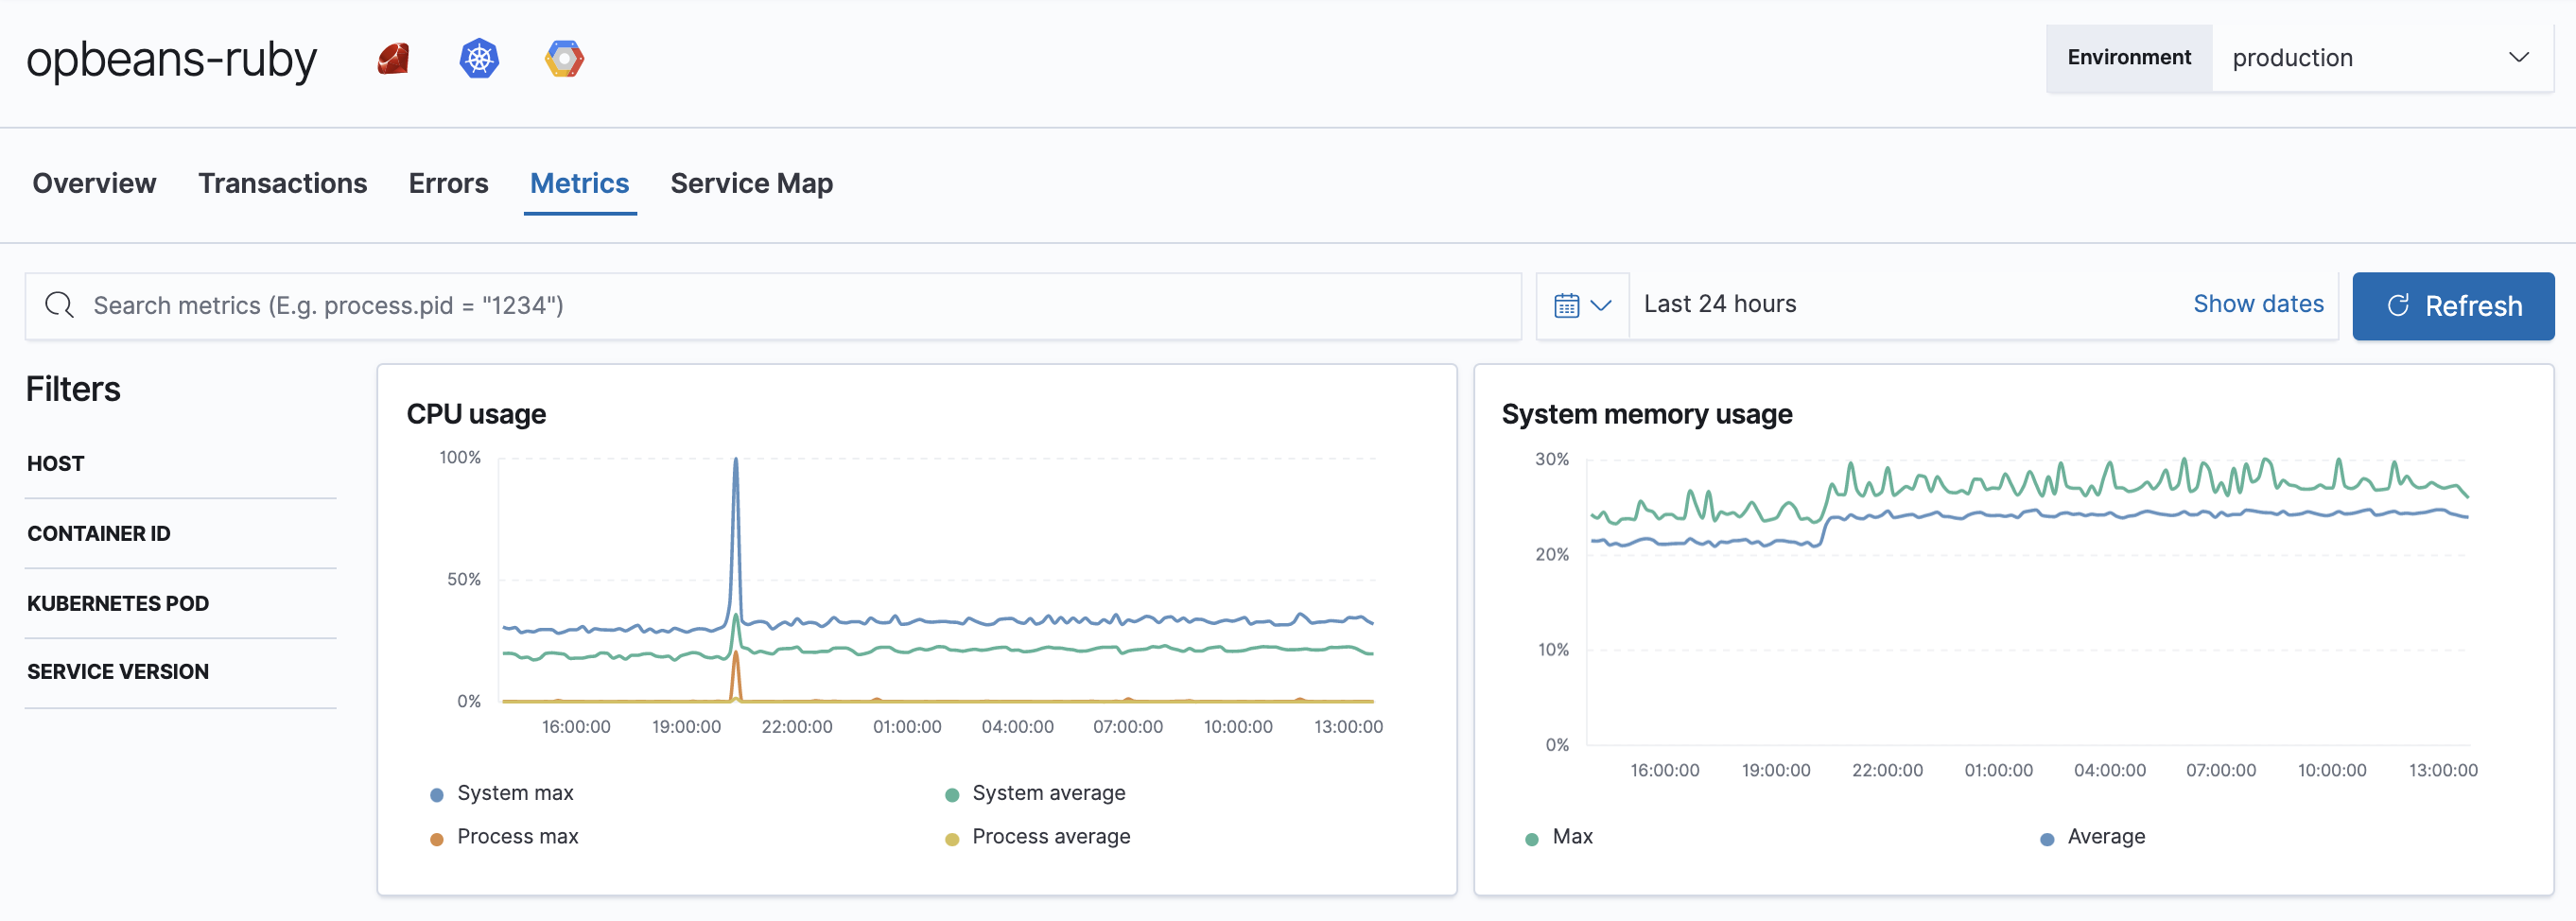 opbeans-ruby
Environment production
Overview Transactions Errors Metrics Service Map
Search metrics (E.g. process.pid = "1234")
Last 24 hours Show dates
Refresh
Filters
HOST
CONTAINER ID
KUBERNETES POD
SERVICE VERSION
CPU usage
100%
50%
0%
16:00:00 19:00:00 22:00:00 01:00:00 04:00:00 07:00:00 10:00:00 13:00:00
System max System average
Process max Process average
System memory usage
30%
20%
10%
0%
16:00:00 19:00:00 22:00:00 01:00:00 04:00:00 07:00:00 10:00:00 13:00:00
Max Average